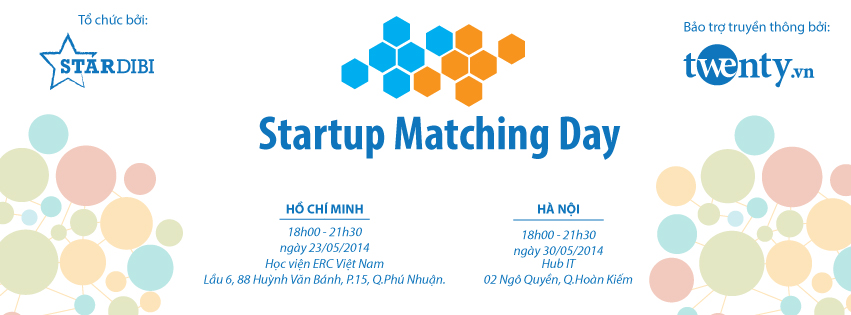 Tổ chức bởi:
STARDIBI
Bảo trợ truyền thông bởi:
twenty.vn
Startup Matching Day
HỒ CHÍ MINH
18h00 - 21h30
ngày 23/05/2014
Học viện ERC Việt Nam
Lầu 6, 88 Huỳnh Văn Bánh, P.15, Q.Phú Nhuận.
HÀ NỘI
18h00 - 21h30
ngày 30/05/2014
Hub IT
02 Ngô Quyền, Q.Hoàn Kiếm